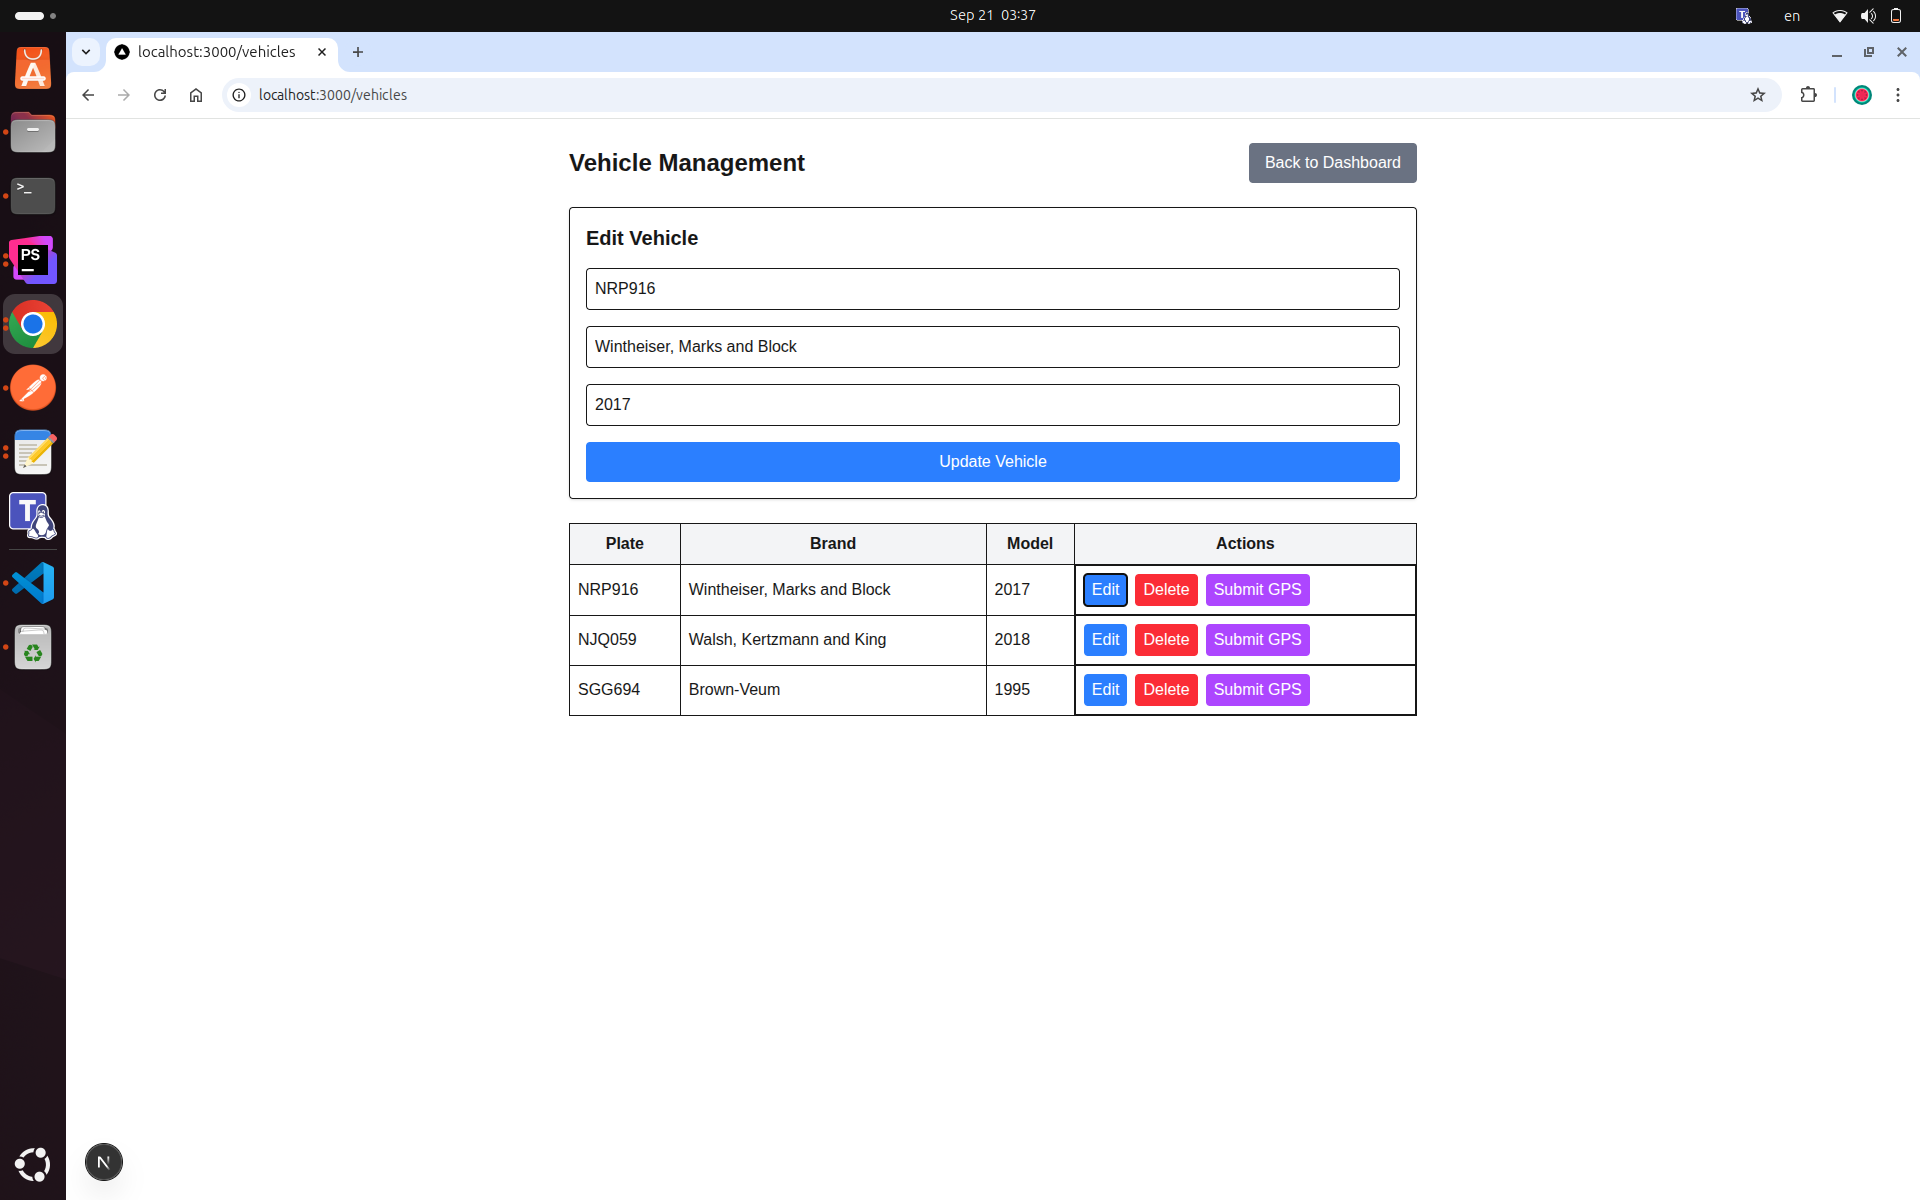 Sep 21 03:37
en
localhost:3000/vehicles
localhost:3000/vehicles
Vehicle Management
Back to Dashboard
Edit Vehicle
NRP916
Wintheiser, Marks and Block
2017
Update Vehicle
Plate Brand Model Actions
NRP916 Wintheiser, Marks and Block 2017 Edit Delete Submit GPS
NJQ059 Walsh, Kertzmann and King 2018 Edit Delete Submit GPS
SGG694 Brown-Veum 1995 Edit Delete Submit GPS
>_
PS
T
N